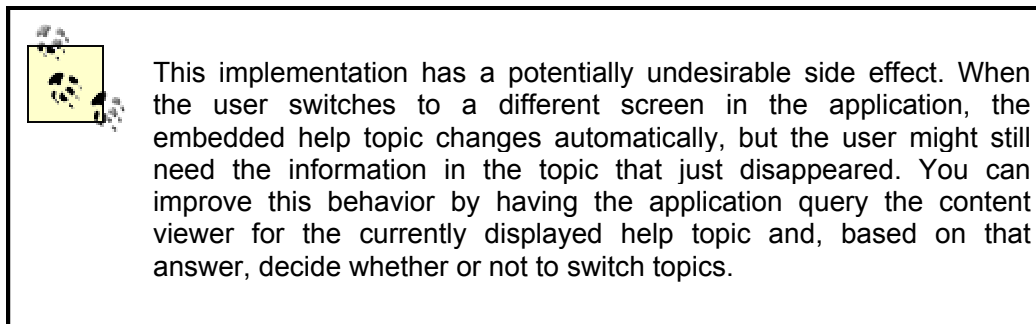 This implementation has a potentially undesirable side effect. When
the user switches to a different screen in the application, the
embedded help topic changes automatically, but the user might still
need the information in the topic that just disappeared. You can
improve this behavior by having the application query the content
viewer for the currently displayed help topic and, based on that
answer, decide whether or not to switch topics.